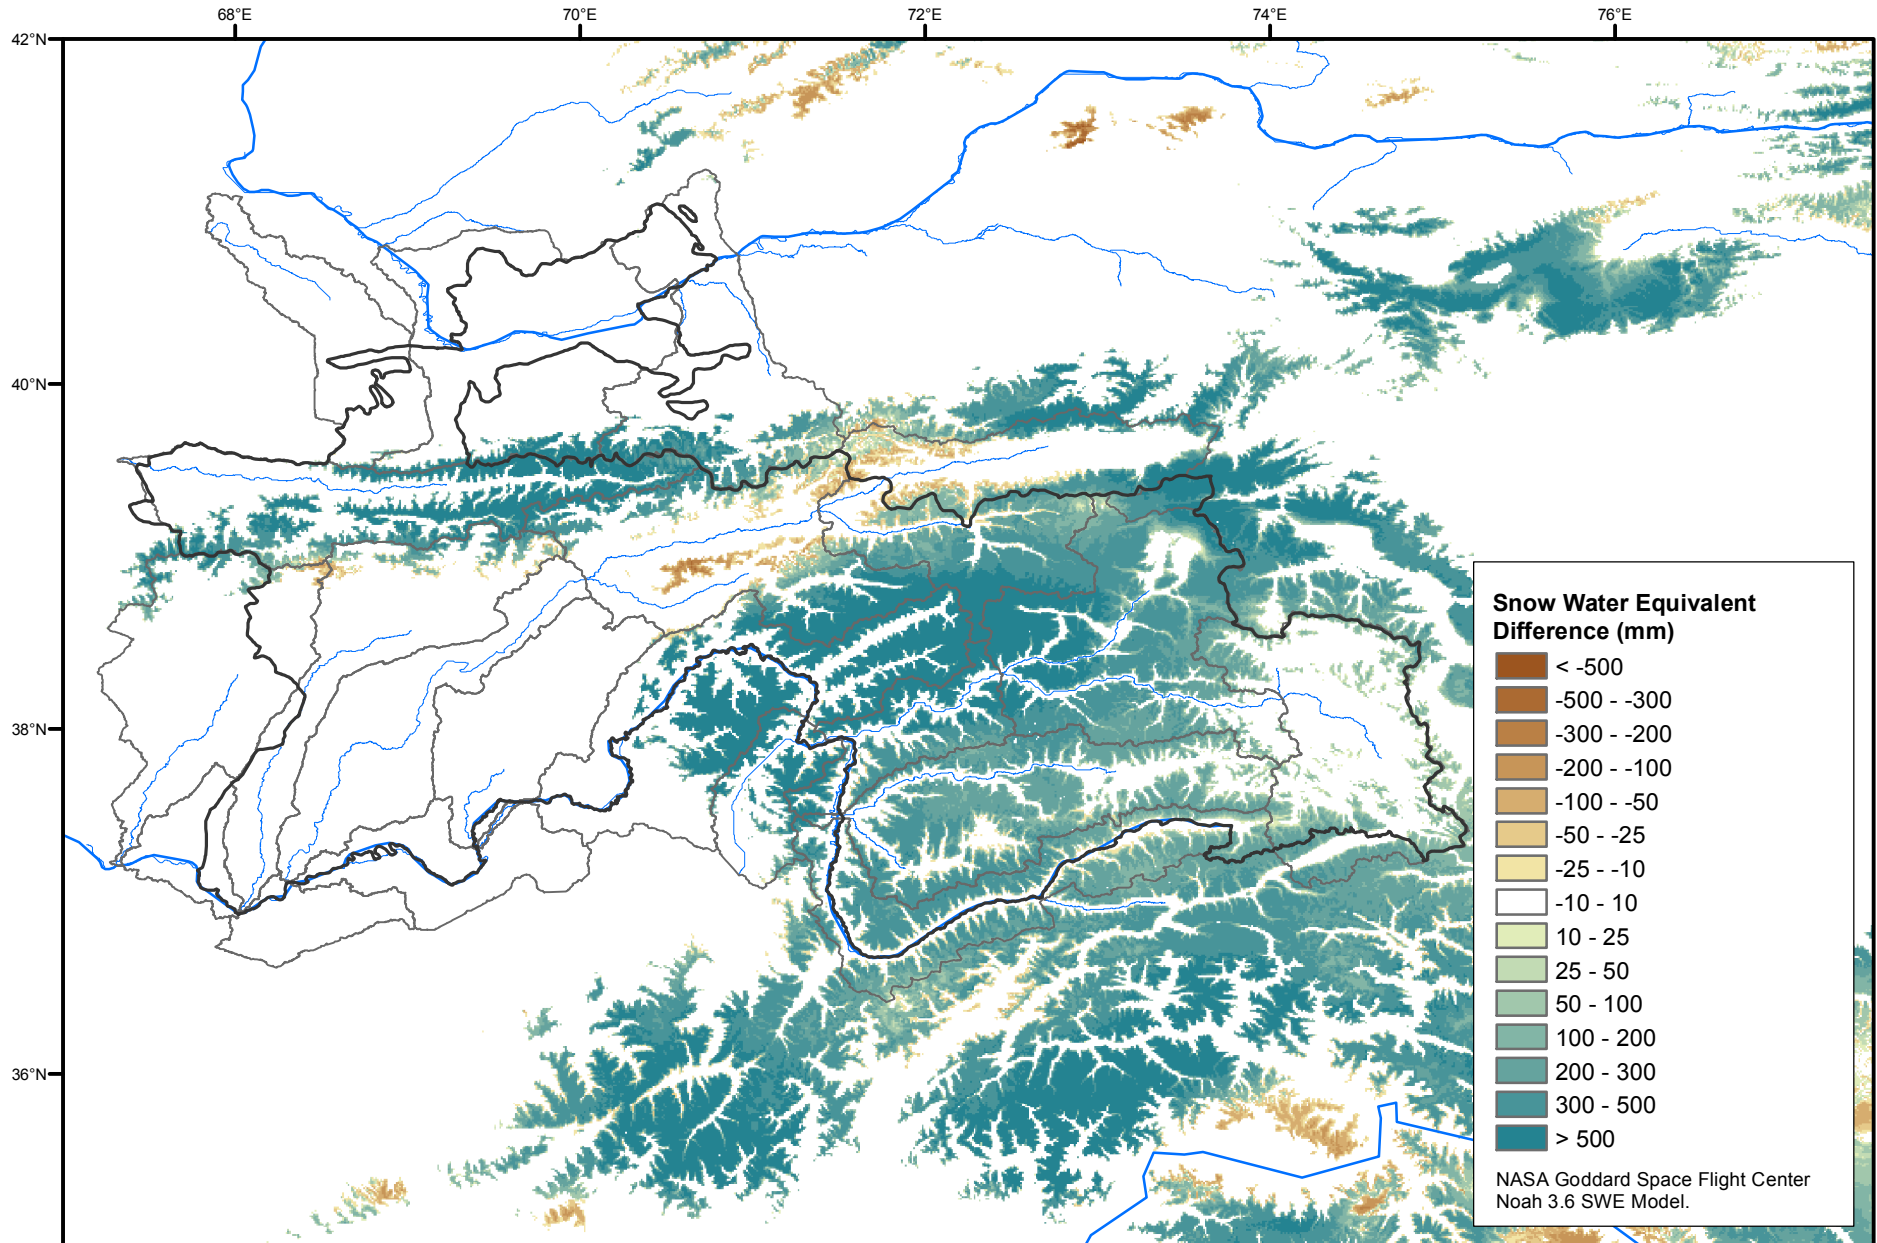 68°E
70°E
72°E
74°E
76°E
42°N
40°N
38°N
36°N
Snow Water Equivalent
Difference (mm)
< -500
-500 - -300
-300 - -200
-200 - -100
-100 - -50
-50 - -25
-25 - -10
-10 - 10
10 - 25
25 - 50
50 - 100
100 - 200
200 - 300
300 - 500
> 500
NASA Goddard Space Flight Center
Noah 3.6 SWE Model.